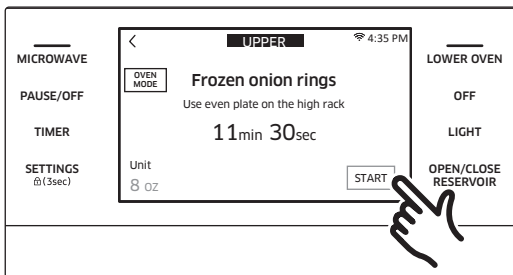 MICROWAVE
PAUSE/OFF
TIMER
SETTINGS
(3sec)
UPPER
4:35 PM
OVEN
MODE
Frozen onion rings
Use even plate on the high rack
11min 30sec
Unit
8 oz
START
LOWER OVEN
OFF
LIGHT
OPEN/CLOSE
RESERVOIR